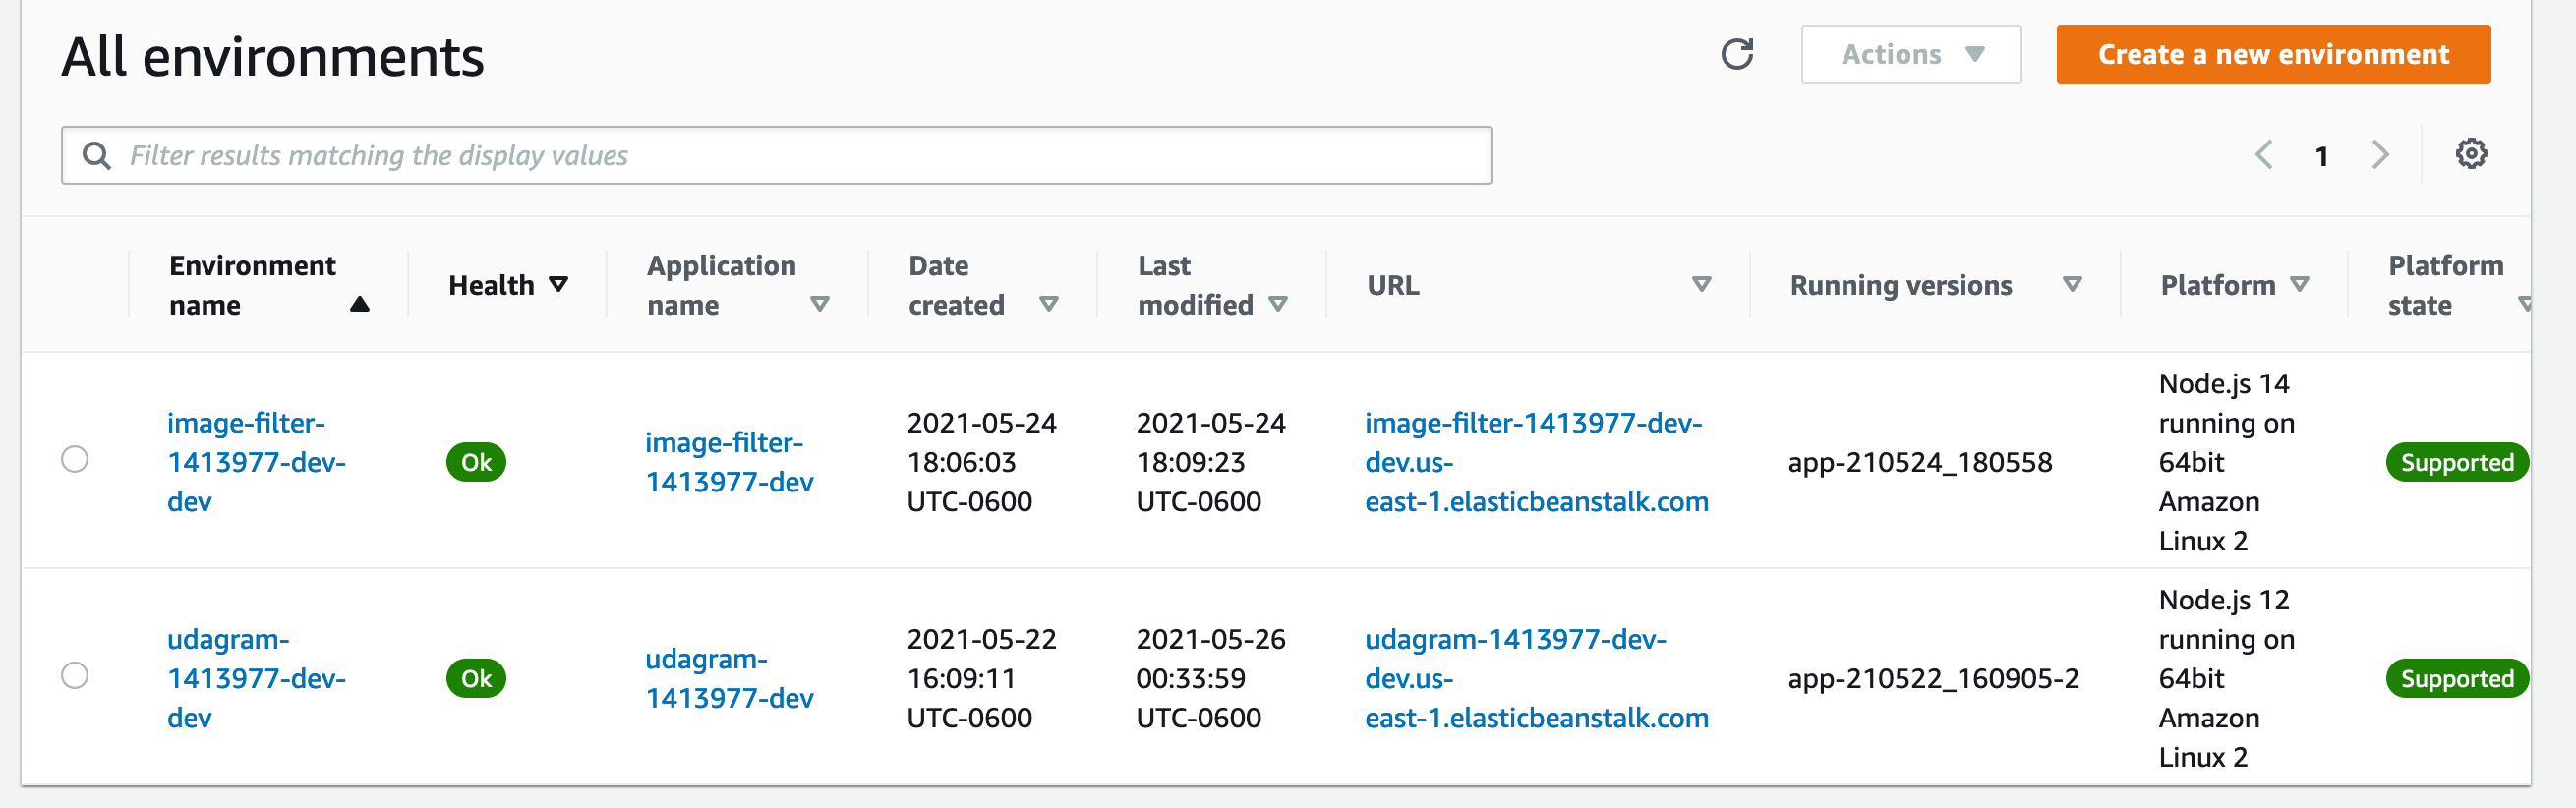 All environments
Actions
Create a new environment
Filter results matching the display values
1
Environment
name
Health
Application
name
Date
created
Last
modified
URL
Running versions
Platform
Platform
state
image-filter-
1413977-dev-
dev
Ok
image-filter-
1413977-dev
2021-05-24
18:06:03
UTC-0600
2021-05-24
18:09:23
UTC-0600
image-filter-1413977-dev-
dev.us-
east-1.elasticbeanstalk.com
app-210524_180558
Node.js 14
running on
64bit
Amazon
Linux 2
Supported
udagram-
1413977-dev-
dev
Ok
udagram-
1413977-dev
2021-05-22
16:09:11
UTC-0600
2021-05-26
00:33:59
UTC-0600
udagram-1413977-dev-
dev.us-
east-1.elasticbeanstalk.com
app-210522_160905-2
Node.js 12
running on
64bit
Amazon
Linux 2
Supported